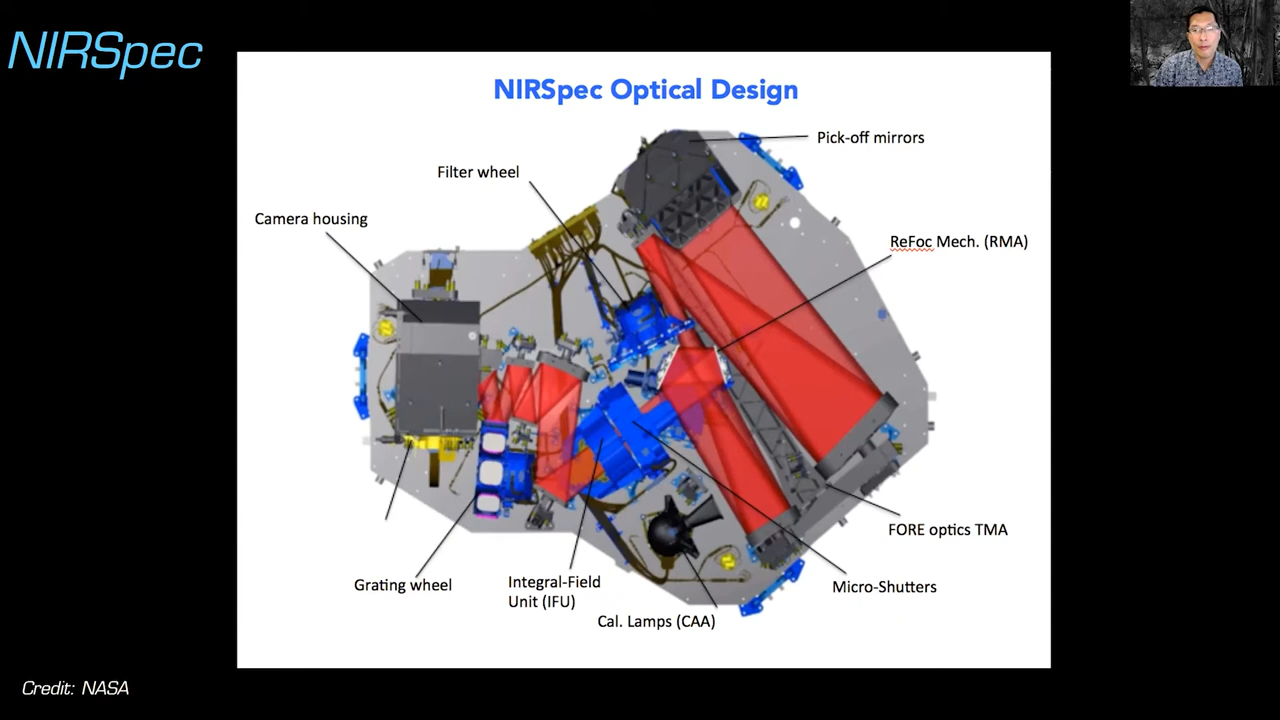 NIRSpec
NIRSpec Optical Design
Pick-off mirrors
Filter wheel
Camera housing
ReFoc Mech. (RMA)
FORE optics TMA
Grating wheel
Integral-Field
Unit (IFU)
Micro-Shutters
Cal. Lamps (CAA)
Credit: NASA